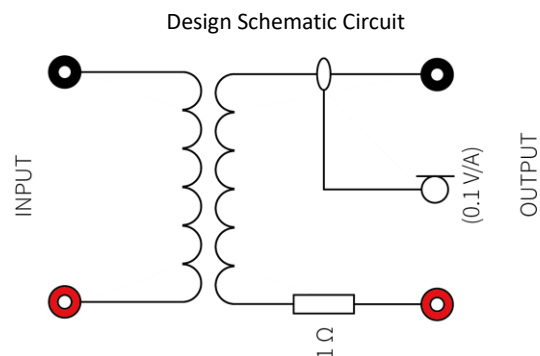 Design Schematic Circuit
INPUT
(0.1 V/A)
OUTPUT
1 Ω